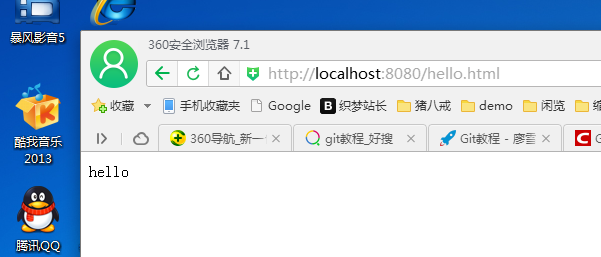 暴风影音5
酷我音乐
2013
腾讯QQ
360安全浏览器 7.1
http://localhost:8080/hello.html
收藏 手机收藏夹 Google B 织梦站长 猪八戒 demo 闲览
360导航_新一 git教程_好搜 Git教程 - 廖雪 C
hello